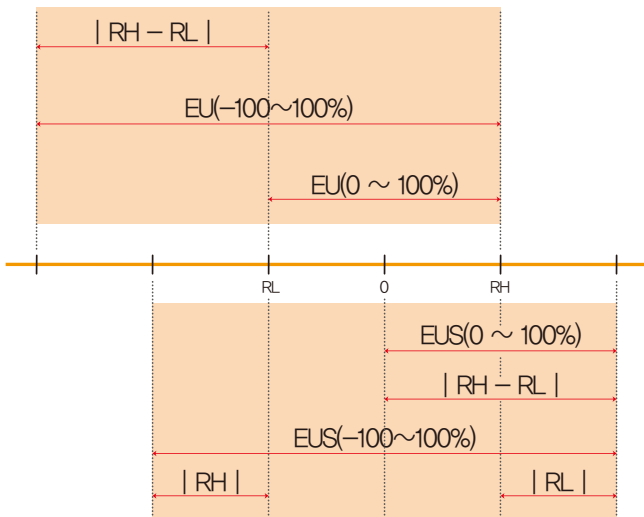 | RH – RL |
EU(–100～100%)
EU(0 ～ 100%)
RL 0 RH
EUS(0 ～ 100%)
| RH – RL |
EUS(–100～100%)
| RH | | RL |